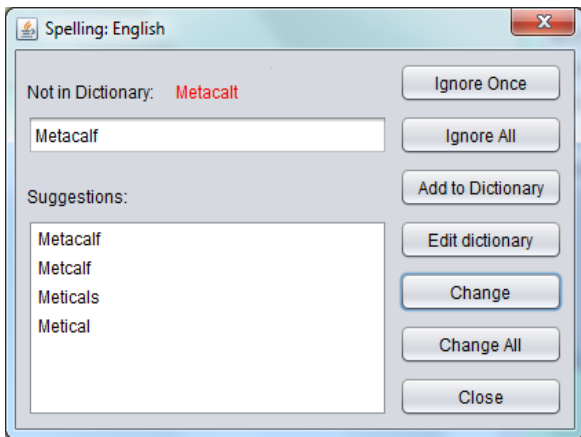 Spelling: English
Not in Dictionary: Metacalt
Metacalf
Suggestions:
Metacalf
Metcalf
Meticals
Metical
Ignore Once
Ignore All
Add to Dictionary
Edit dictionary
Change
Change All
Close